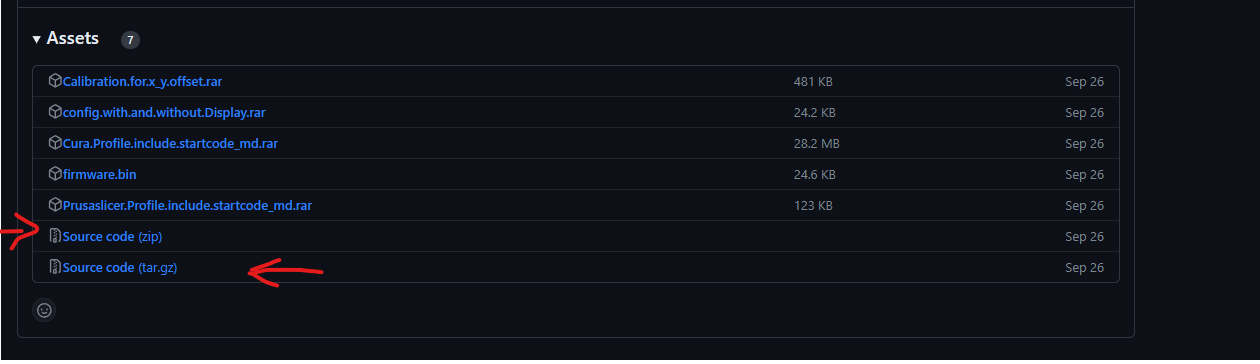 Assets 7
Calibration.for.x_y.offset.rar 481 KB Sep 26
config.with.and.without.Display.rar 24.2 KB Sep 26
Cura.Profile.include.startcode_md.rar 28.2 MB Sep 26
firmware.bin 24.6 KB Sep 26
Prusaslicer.Profile.include.startcode_md.rar 123 KB Sep 26
Source code (zip) Sep 26
Source code (tar.gz) Sep 26